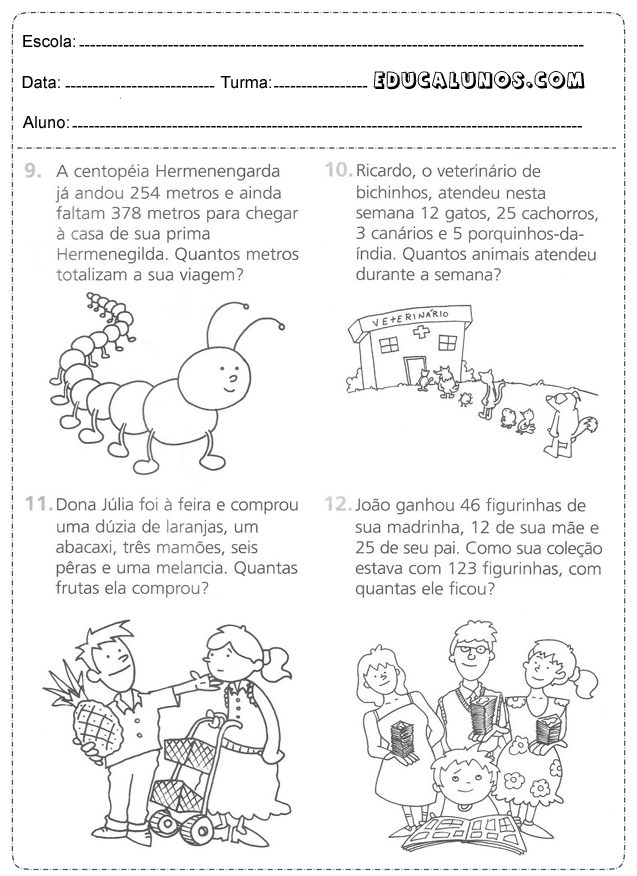 Escola:
Data: Turma: EDUCALUNOS.COM
Aluno:
9. A centopéia Hermenengarda
já andou 254 metros e ainda
faltam 378 metros para chegar
à casa de sua prima
Hermenegilda. Quantos metros
totalizam a sua viagem?
10. Ricardo, o veterínário de
bichinhos, atendeu nesta
semana 12 gatos, 25 cachorros,
3 canários e 5 porquinhos-da-
índia. Quantos animais atendeu
durante a semana?
VETERINÁRIO
11. Dona Júlia foi à feira e comprou
uma dúzia de laranjas, um
abacaxi, três mamões, seis
pêras e uma melancia. Quantas
frutas ela comprou?
12. João ganhou 46 figurinhas de
sua madrinha, 12 de sua mãe e
25 de seu pai. Como sua coleção
estava com 123 figurinhas, com
quantas ele ficou?